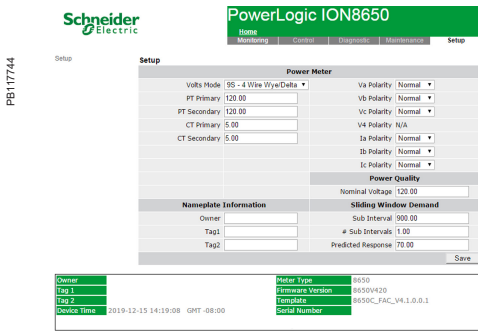 Schneider
Electric
PowerLogic ION8650
Home
Monitoring Control Diagnostic Maintenance Setup
PB117744
Setup
Setup
Power Meter
Volts Mode 9S - 4 Wire Wye/Delta Va Polarity Normal
PT Primary 120.00 Vb Polarity Normal
PT Secondary 120.00 Vc Polarity Normal
CT Primary 5.00 V4 Polarity N/A
CT Secondary 5.00 Ia Polarity Normal
Ib Polarity Normal
Ic Polarity Normal
Power Quality
Nominal Voltage 120.00
Nameplate Information Sliding Window Demand
Owner Sub Interval 900.00
Tag1 # Sub Intervals 1.00
Tag2 Predicted Response 70.00
Save
Owner Meter Type 8650
Tag 1 Firmware Version 8650V420
Tag 2 Template 8650C_FAC_V4.1.0.0.1
Device Time 2019-12-15 14:19:08 GMT -08:00 Serial Number